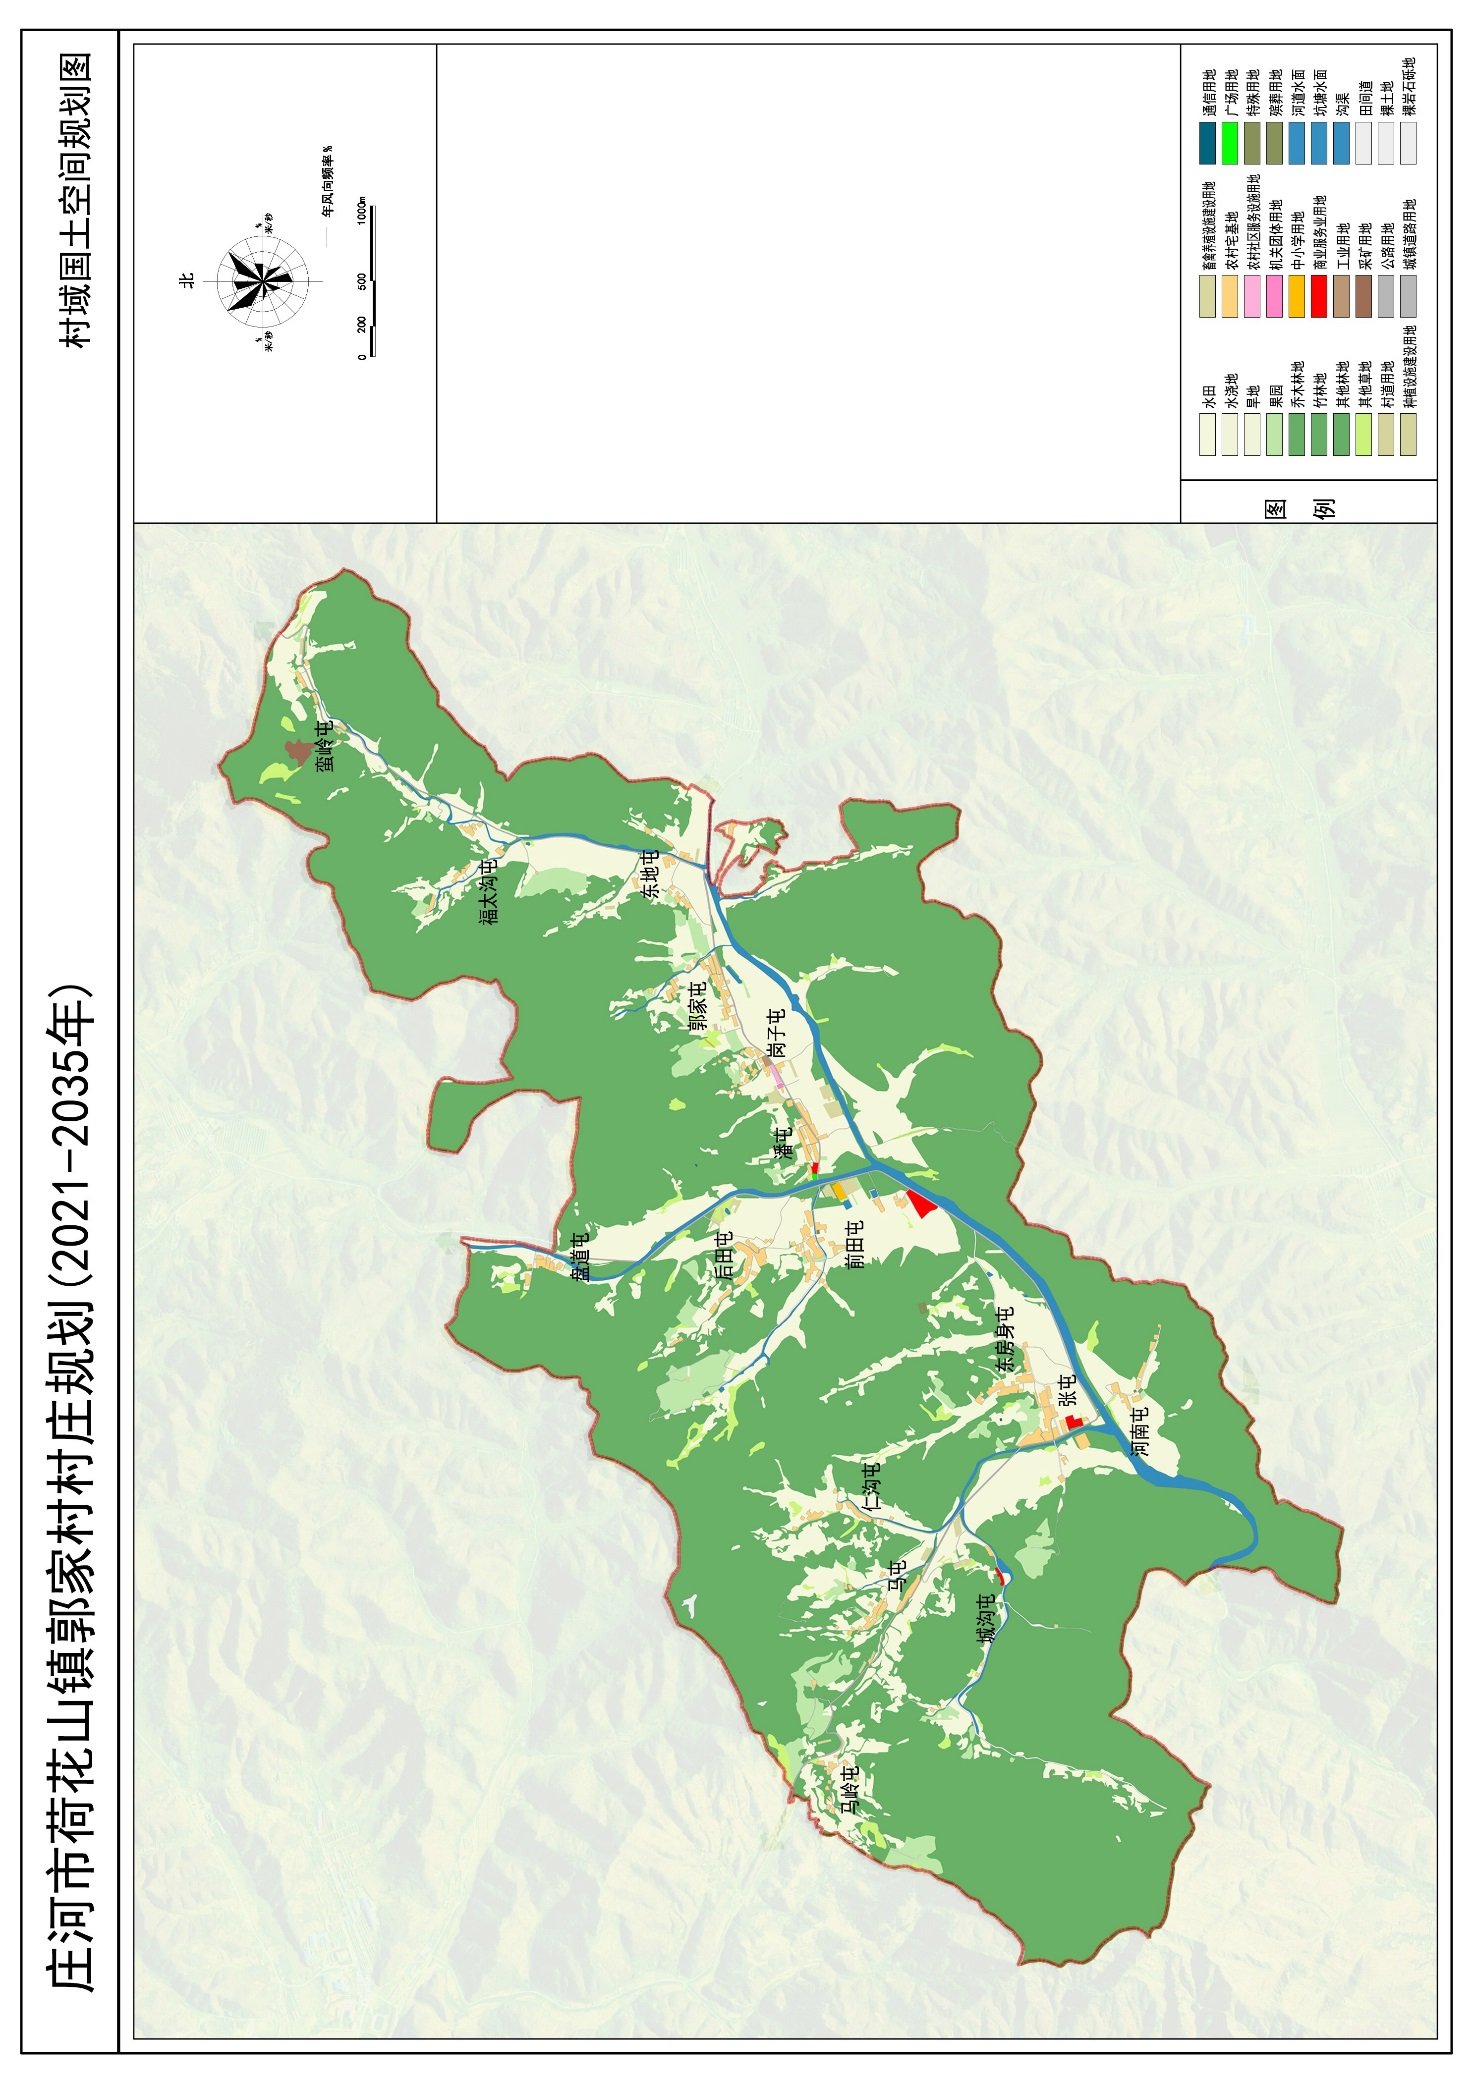 庄河市荷花山镇郭家村村庄规划(2021-2035年)
村域国土空间规划图
北
%
米/秒
%
米/秒
年风向频率%
0 200 500 1000m
蛮岭屯
福太沟屯
东地屯
郭家屯
岗子屯
潘屯
盘道屯
后田屯
前田屯
东房身屯
张屯
河南屯
仁沟屯
马屯
城沟屯
马岭屯
图例
水田
水浇地
旱地
果园
乔木林地
竹林地
其他林地
其他草地
村道用地
种植设施建设用地
畜禽养殖设施建设用地
农村宅基地
农村社区服务设施用地
机关团体用地
中小学用地
商业服务业用地
工业用地
采矿用地
公路用地
城镇道路用地
通信用地
广场用地
特殊用地
殡葬用地
河道水面
坑塘水面
沟渠
田间道
裸土地
裸岩石砾地